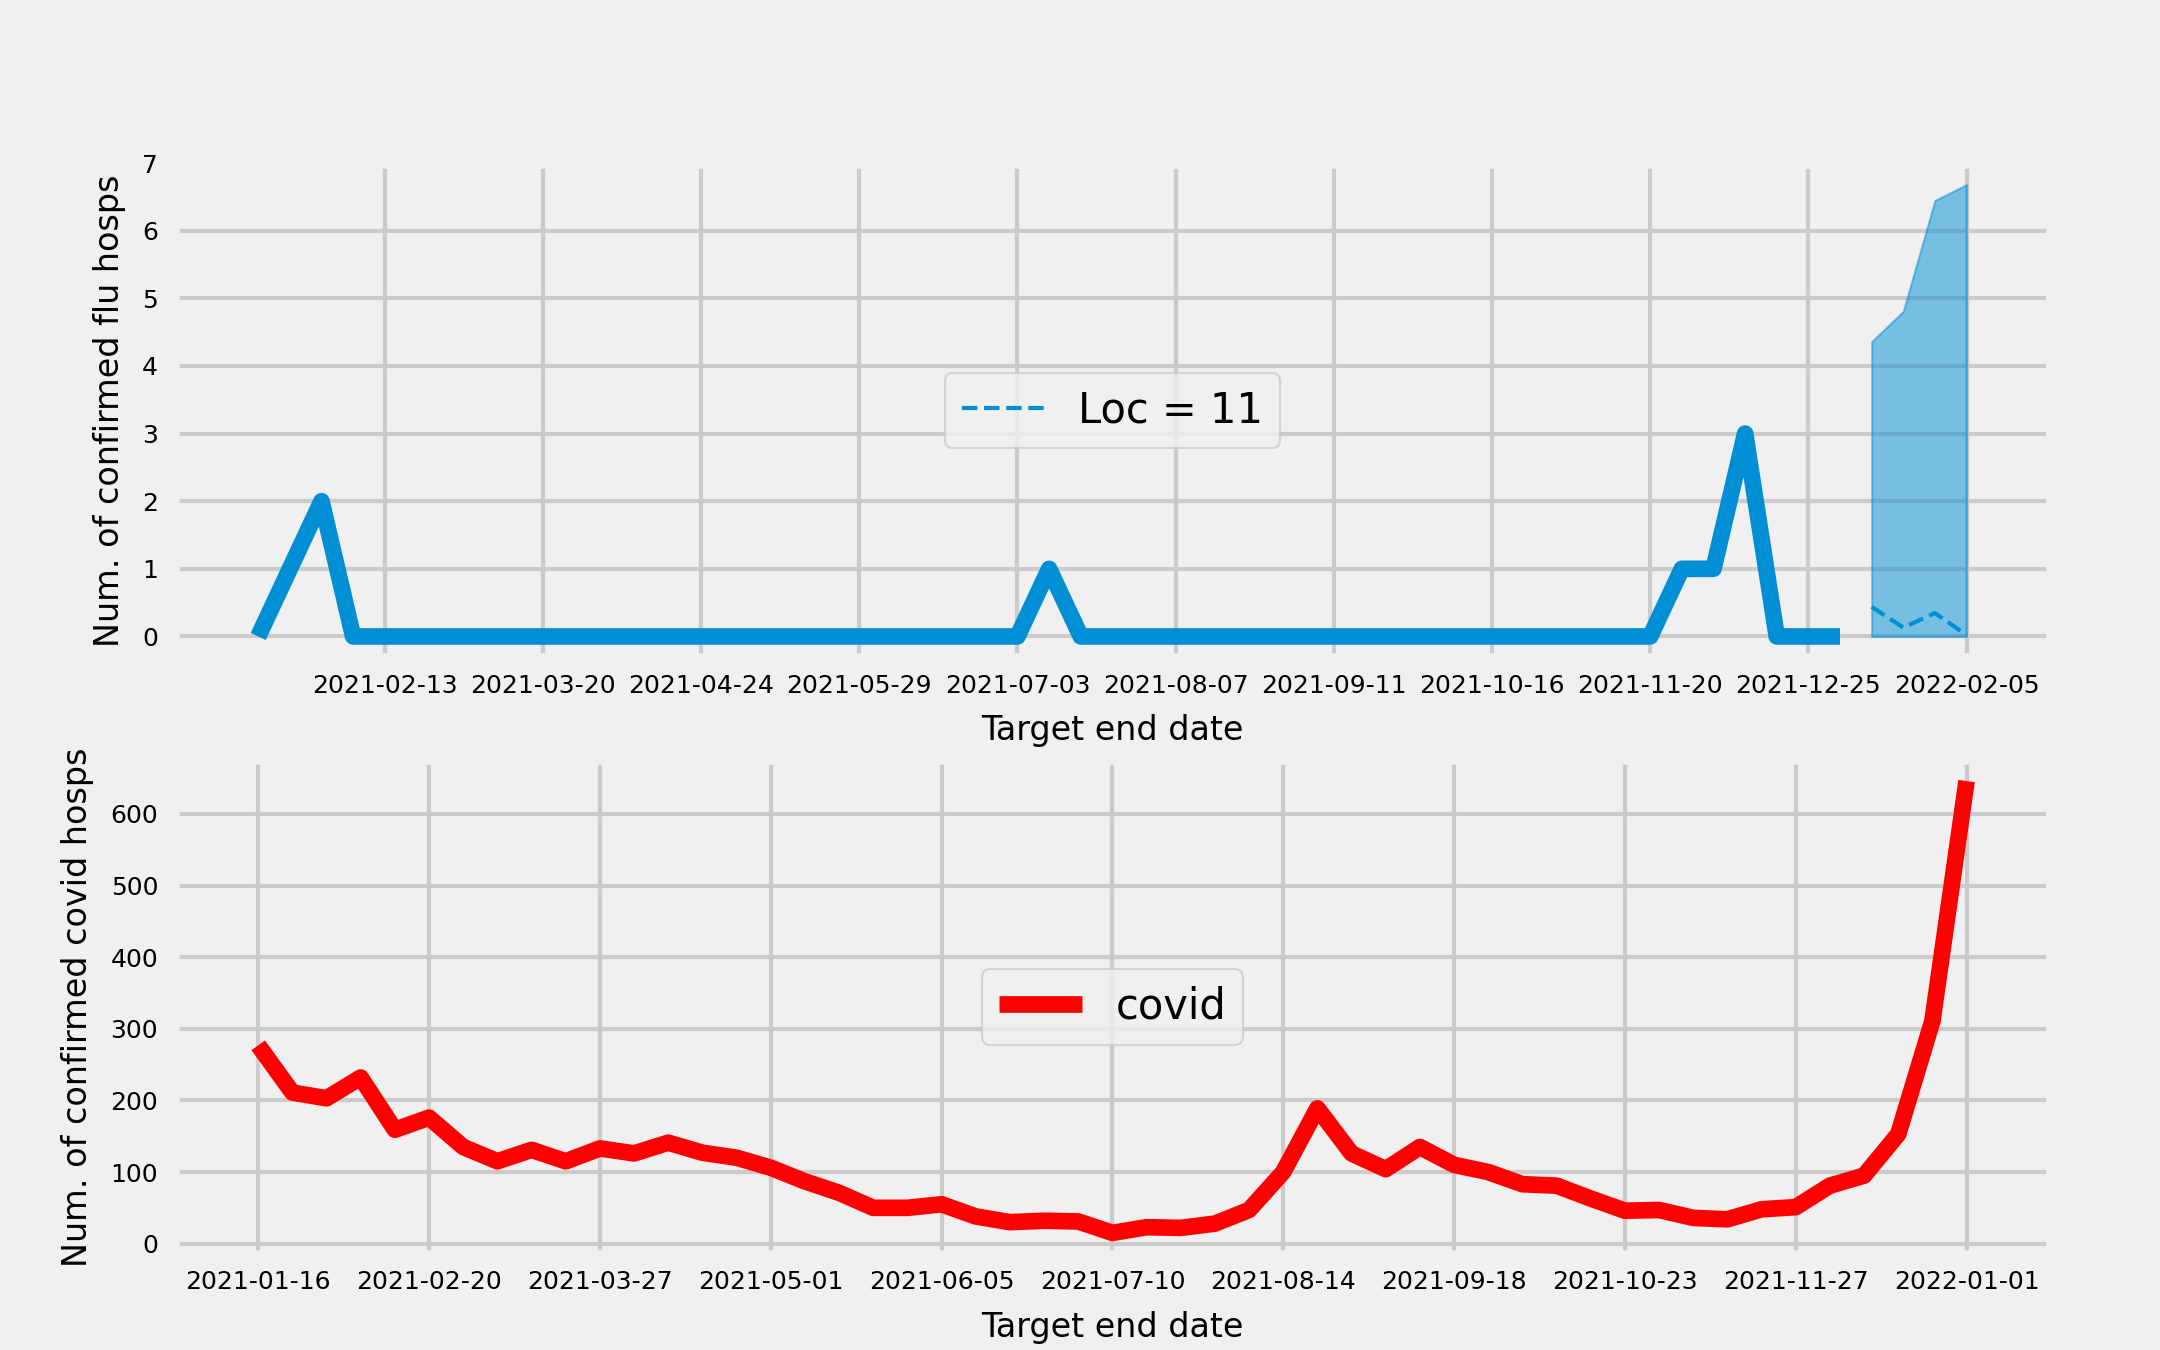 7
6
5
4
3
2
1
0
Num. of confirmed flu hosps
Loc = 11
2021-02-13 2021-03-20 2021-04-24 2021-05-29 2021-07-03 2021-08-07 2021-09-11 2021-10-16 2021-11-20 2021-12-25 2022-02-05
Target end date
600
500
400
300
200
100
0
Num. of confirmed covid hosps
covid
2021-01-16 2021-02-20 2021-03-27 2021-05-01 2021-06-05 2021-07-10 2021-08-14 2021-09-18 2021-10-23 2021-11-27 2022-01-01
Target end date